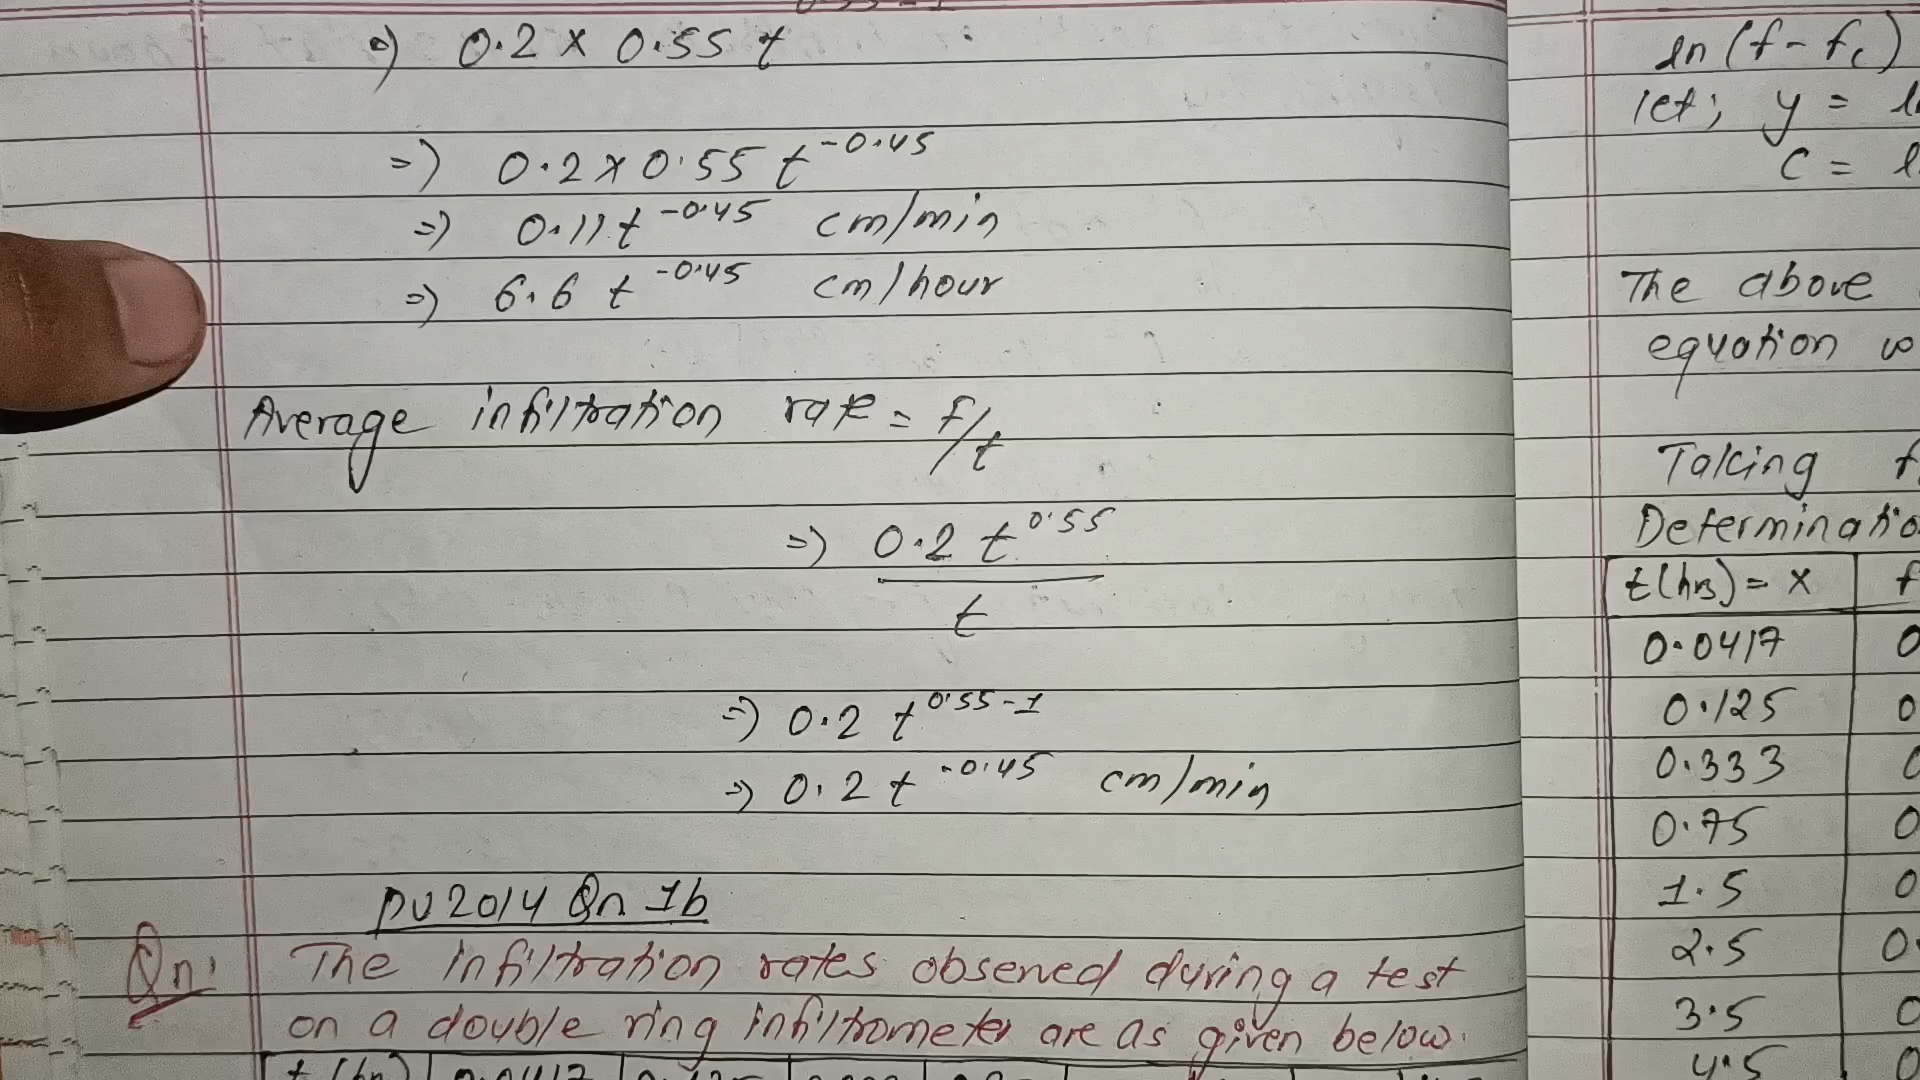 =) 0.2 x 0.55 t
=) 0.2 x 0.55 t^-0.45
=) 0.11 t^-0.45 cm/min
=) 6.6 t^-0.45 cm/hour
Average infiltration rate = F/t
=) 0.2 t^0.55
t
=) 0.2 t^0.55-1
=) 0.2 t^-0.45 cm/min
PU 2014 Qn 1b
Qn: The infiltration rates observed during a test
on a double ring infiltrometer are as given below.
ln (f - fc)
let; y =
C =
The above
equation
Taking
Determinatio
t(hrs) = x
0.0417
0.125
0.333
0.75
1.5
2.5
3.5
4.5